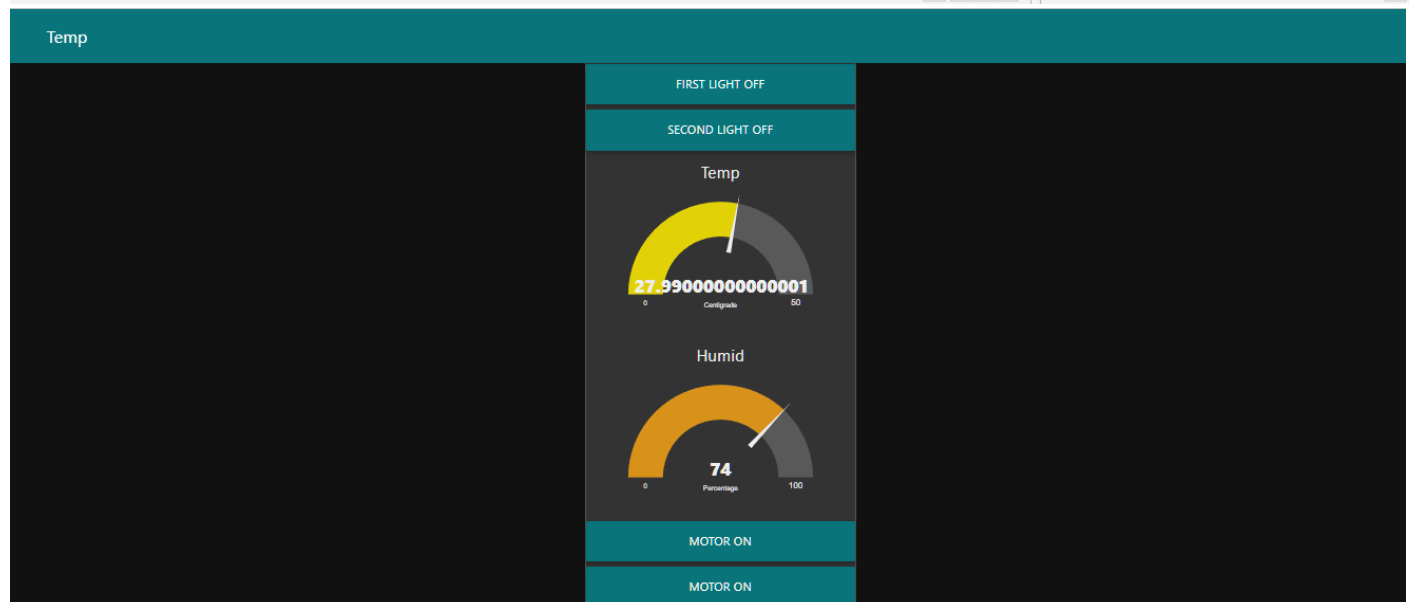 Temp
FIRST LIGHT OFF
SECOND LIGHT OFF
Temp
27.99000000000001
0 Centigrade 50
Humid
74
0 Percentage 100
MOTOR ON
MOTOR ON